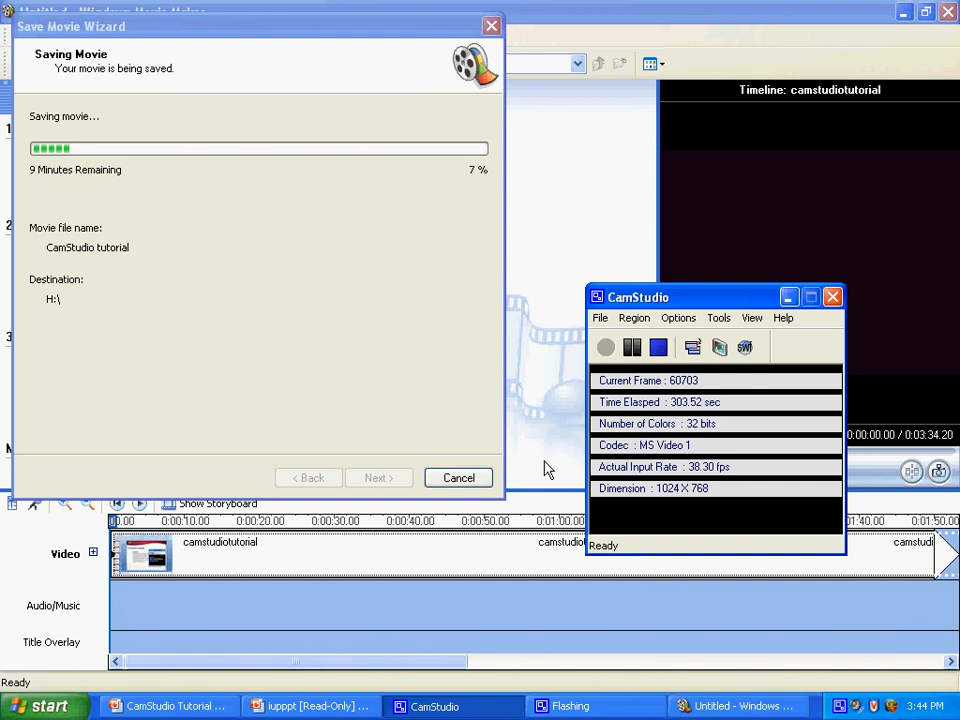 Untitled - Windows Movie Maker
Save Movie Wizard
Saving Movie
Your movie is being saved.
Saving movie...
9 Minutes Remaining
7 %
Movie file name:
CamStudio tutorial
Destination:
H:\
< Back
Next >
Cancel
Timeline: camstudiotutorial
CamStudio
File Region Options Tools View Help
SWF
Current Frame : 60703
Time Elasped : 303.52 sec
Number of Colors : 32 bits
Codec : MS Video 1
Actual Input Rate : 38.30 fps
Dimension : 1024 X 768
Ready
0:00:00.00 / 0:03:34.20
1
2
3
Show Storyboard
0:00:10.00 0:00:20.00 0:00:30.00 0:00:40.00 0:00:50.00 0:01:00.0 01:40.00 0:01:50.0
Video
camstudiotutorial
camstudiot
camstudi
Audio/Music
Title Overlay
Ready
start
CamStudio Tutorial ...
iupppt [Read-Only] ...
CamStudio
Flashing
Untitled - Windows ...
3:44 PM